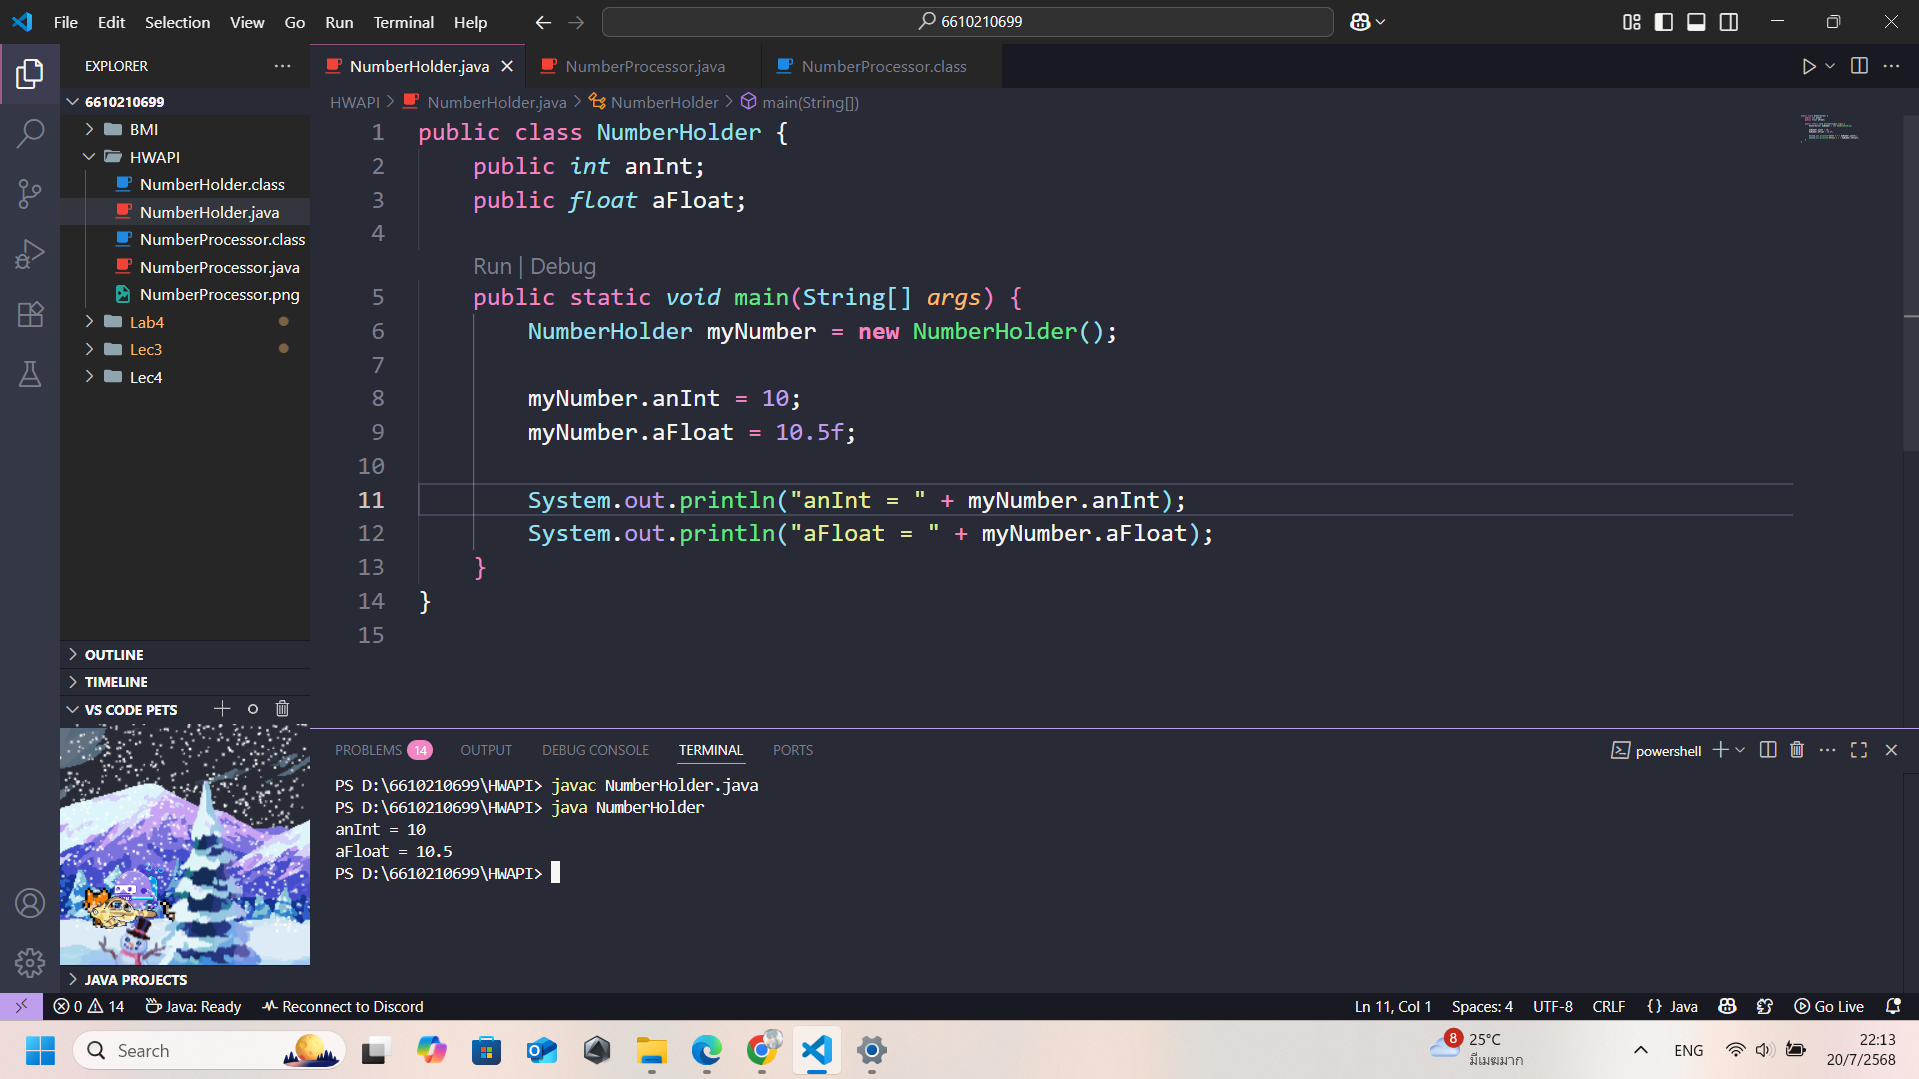 File Edit Selection View Go Run Terminal Help
6610210699
EXPLORER
6610210699
BMI
HWAPI
NumberHolder.class
NumberHolder.java
NumberProcessor.class
NumberProcessor.java
NumberProcessor.png
Lab4
Lec3
Lec4
OUTLINE
TIMELINE
VS CODE PETS
JAVA PROJECTS
NumberHolder.java NumberProcessor.java NumberProcessor.class
HWAPI > NumberHolder.java > NumberHolder > main(String[])
1 public class NumberHolder {
2 public int anInt;
3 public float aFloat;
4
Run | Debug
5 public static void main(String[] args) {
6 NumberHolder myNumber = new NumberHolder();
7
8 myNumber.anInt = 10;
9 myNumber.aFloat = 10.5f;
10
11 System.out.println("anInt = " + myNumber.anInt);
12 System.out.println("aFloat = " + myNumber.aFloat);
13 }
14 }
15
PROBLEMS 14 OUTPUT DEBUG CONSOLE TERMINAL PORTS
powershell
PS D:\6610210699\HWAPI> javac NumberHolder.java
PS D:\6610210699\HWAPI> java NumberHolder
anInt = 10
aFloat = 10.5
PS D:\6610210699\HWAPI>
0 14 Java: Ready Reconnect to Discord
Ln 11, Col 1 Spaces: 4 UTF-8 CRLF {} Java Go Live
Search
8 25°C
มีเมฆมาก
ENG
22:13
20/7/2568